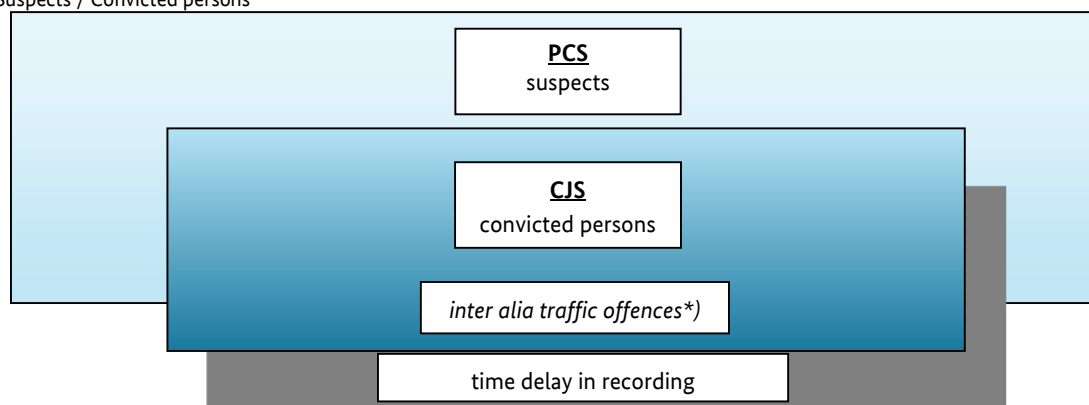 Suspects / Convicted persons
PCS
suspects
CJS
convicted persons
inter alia traffic offences*)
time delay in recording